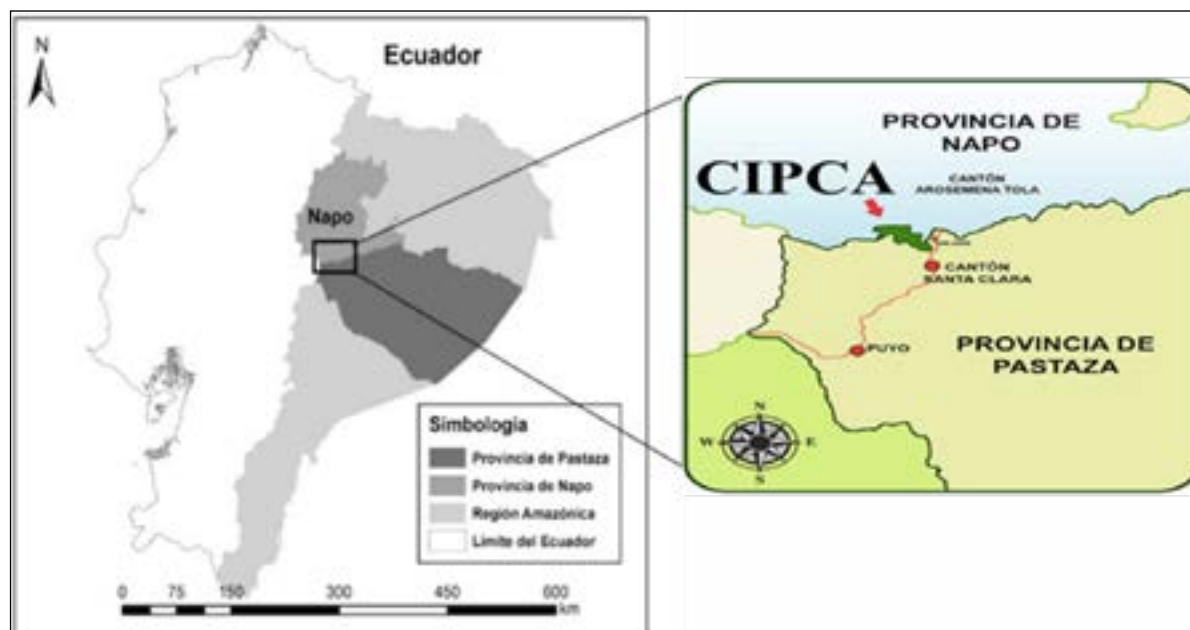 N
Ecuador
Napo
Simbología
Provincia de Pastaza
Provincia de Napo
Región Amazónica
Límite del Ecuador
0 75 150 300 450 600
km
PROVINCIA DE
NAPO
CIPCA
CANTÓN
AROSEMENA TOLA
CANTÓN
SANTA CLARA
PUYO
PROVINCIA DE
PASTAZA
N
W E
S